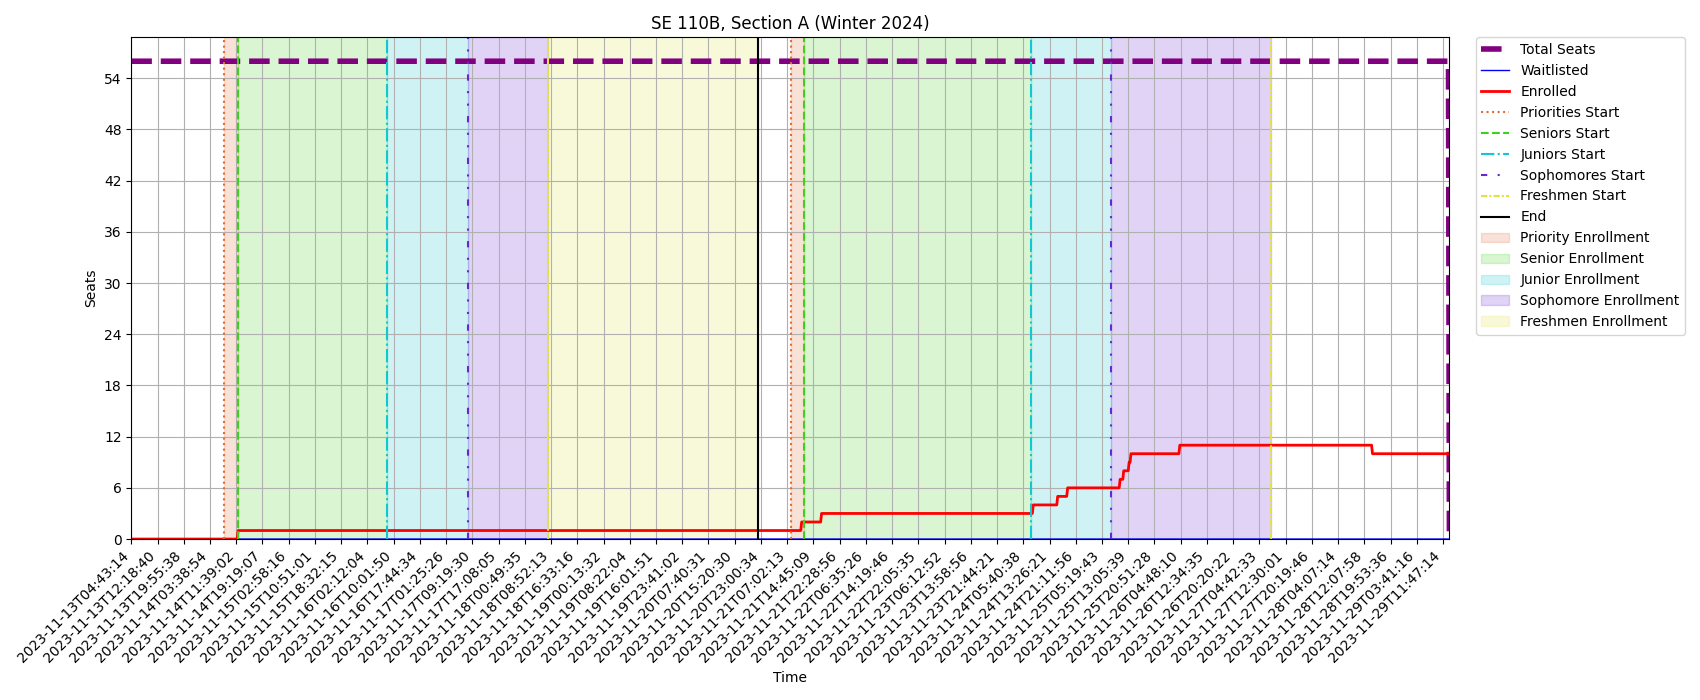 SE 110B, Section A (Winter 2024)
Seats
54
48
42
36
30
24
18
12
6
0
2023-11-13T04:43:14
2023-11-13T12:18:40
2023-11-13T19:55:38
2023-11-14T03:38:54
2023-11-14T11:39:02
2023-11-14T19:19:07
2023-11-15T02:58:16
2023-11-15T10:51:01
2023-11-15T18:32:15
2023-11-16T02:12:04
2023-11-16T10:01:50
2023-11-16T17:44:34
2023-11-17T01:25:26
2023-11-17T09:19:30
2023-11-17T17:08:05
2023-11-18T00:49:35
2023-11-18T08:52:13
2023-11-18T16:33:16
2023-11-19T00:13:32
2023-11-19T08:22:04
2023-11-19T16:01:51
2023-11-19T23:41:02
2023-11-20T07:40:31
2023-11-20T15:20:30
2023-11-20T23:00:34
2023-11-21T07:02:13
2023-11-21T14:45:09
2023-11-21T22:28:56
2023-11-22T06:35:26
2023-11-22T14:19:46
2023-11-22T22:05:35
2023-11-23T06:12:52
2023-11-23T13:58:56
2023-11-23T21:44:21
2023-11-24T05:40:38
2023-11-24T13:26:21
2023-11-24T21:11:56
2023-11-25T05:19:43
2023-11-25T13:05:39
2023-11-25T20:51:28
2023-11-26T04:48:10
2023-11-26T12:34:35
2023-11-26T20:20:22
2023-11-27T04:42:33
2023-11-27T12:30:01
2023-11-27T20:19:46
2023-11-28T04:07:14
2023-11-28T12:07:58
2023-11-28T19:53:36
2023-11-29T03:41:16
2023-11-29T11:47:14
Time
Total Seats
Waitlisted
Enrolled
Priorities Start
Seniors Start
Juniors Start
Sophomores Start
Freshmen Start
End
Priority Enrollment
Senior Enrollment
Junior Enrollment
Sophomore Enrollment
Freshmen Enrollment